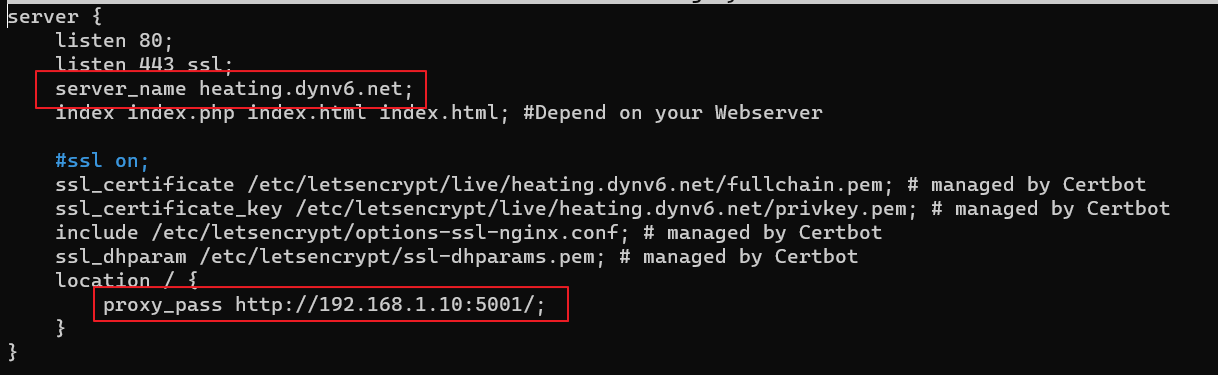 server {
listen 80;
listen 443 ssl;
server_name heating.dynv6.net;
index index.php index.html index.html; #Depend on your Webserver
#ssl on;
ssl_certificate /etc/letsencrypt/live/heating.dynv6.net/fullchain.pem; # managed by Certbot
ssl_certificate_key /etc/letsencrypt/live/heating.dynv6.net/privkey.pem; # managed by Certbot
include /etc/letsencrypt/options-ssl-nginx.conf; # managed by Certbot
ssl_dhparam /etc/letsencrypt/ssl-dhparams.pem; # managed by Certbot
location / {
proxy_pass http://192.168.1.10:5001/;
}
}